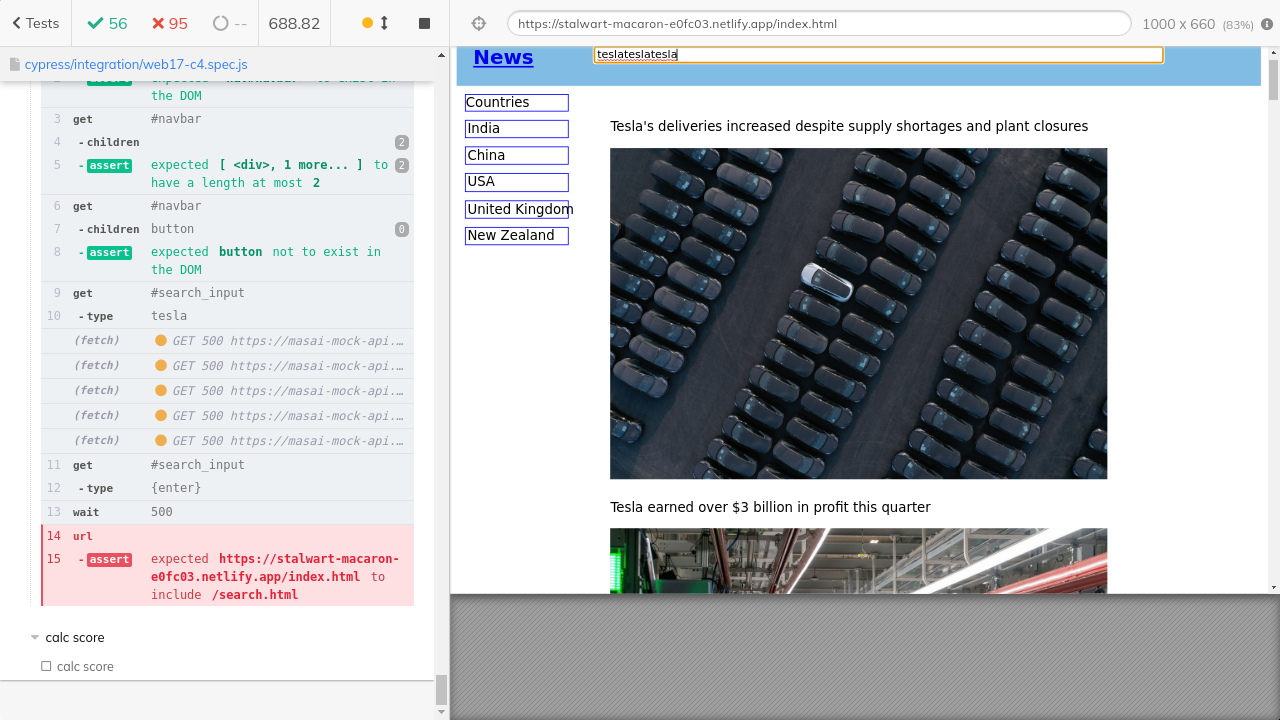 Tests
56
95
--
688.82
https://stalwart-macaron-e0fc03.netlify.app/index.html
1000 x 660 (83%)
cypress/integration/web17-c4.spec.js
the DOM
3 get #navbar
4 - children 2
5 - assert expected [ <div>, 1 more... ] to 2
have a length at most 2
6 get #navbar
7 - children button 0
8 - assert expected button not to exist in
the DOM
9 get #search_input
10 - type tesla
(fetch) GET 500 https://masai-mock-api.…
(fetch) GET 500 https://masai-mock-api.…
(fetch) GET 500 https://masai-mock-api.…
(fetch) GET 500 https://masai-mock-api.…
(fetch) GET 500 https://masai-mock-api.…
11 get #search_input
12 - type {enter}
13 wait 500
14 url
15 - assert expected https://stalwart-macaron-
e0fc03.netlify.app/index.html to
include /search.html
calc score
calc score
News
teslateslatesla
Countries
India
China
USA
United Kingdom
New Zealand
Tesla's deliveries increased despite supply shortages and plant closures
Tesla earned over $3 billion in profit this quarter